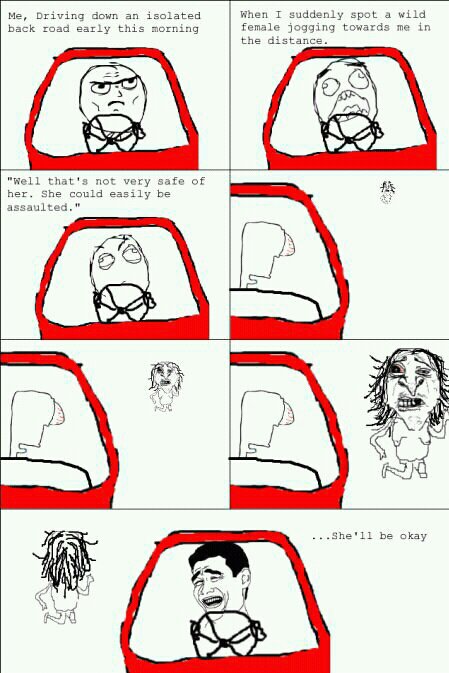 Me, Driving down an isolated
back road early this morning
When I suddenly spot a wild
female jogging towards me in
the distance.
"Well that's not very safe of
her. She could easily be
assaulted."
...She'll be okay